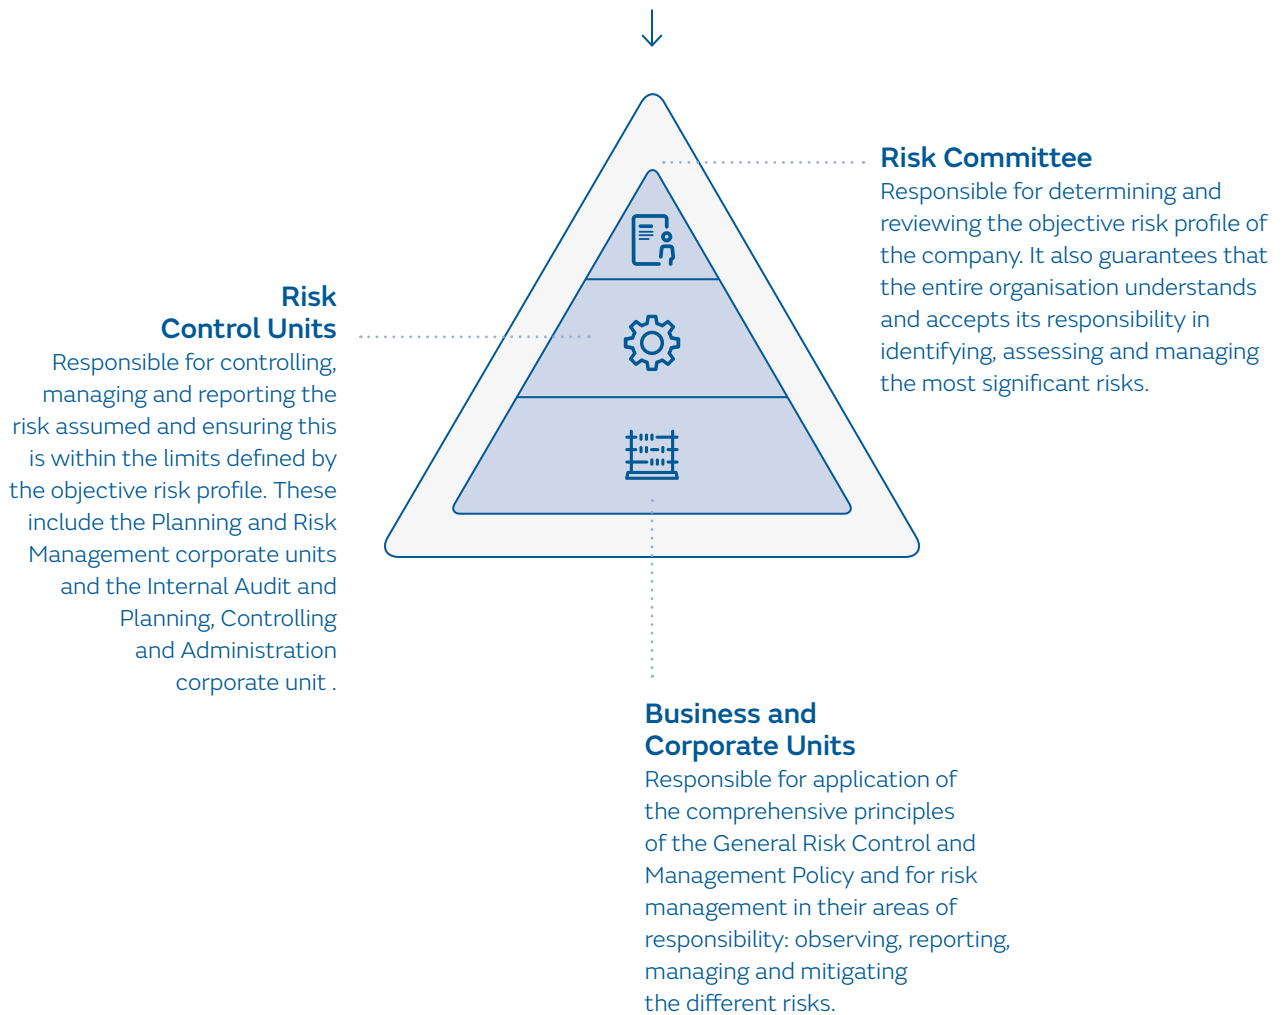 Risk Committee
Responsible for determining and
reviewing the objective risk profile of
the company. It also guarantees that
the entire organisation understands
and accepts its responsibility in
identifying, assessing and managing
the most significant risks.
Risk
Control Units
Responsible for controlling,
managing and reporting the
risk assumed and ensuring this
is within the limits defined by
the objective risk profile. These
include the Planning and Risk
Management corporate units
and the Internal Audit and
Planning, Controlling
and Administration
corporate unit .
Business and
Corporate Units
Responsible for application of
the comprehensive principles
of the General Risk Control and
Management Policy and for risk
management in their areas of
responsibility: observing, reporting,
managing and mitigating
the different risks.